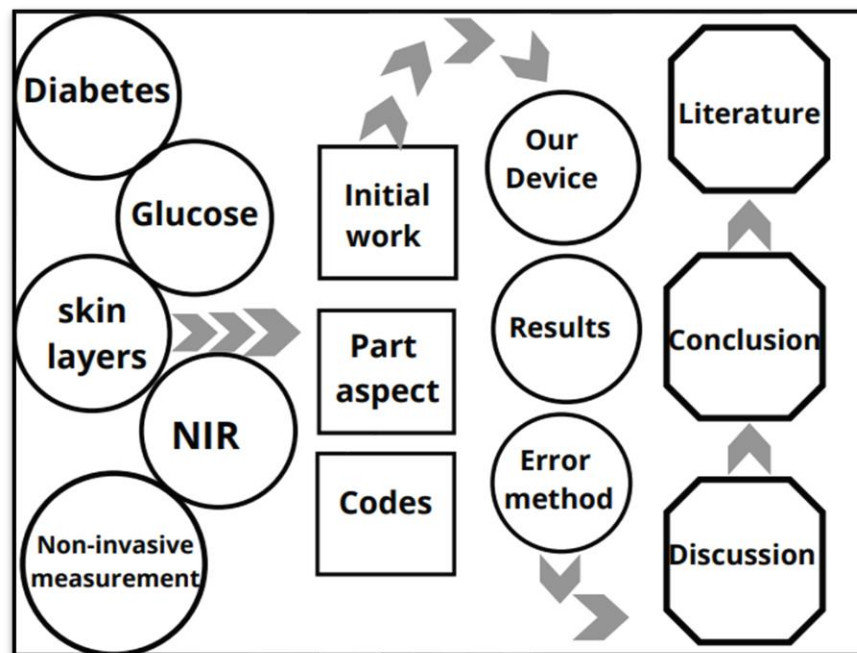 Diabetes
Glucose
skin
layers
NIR
Non-invasive
measurement
Initial
work
Part
aspect
Codes
Our
Device
Results
Error
method
Literature
Conclusion
Discussion